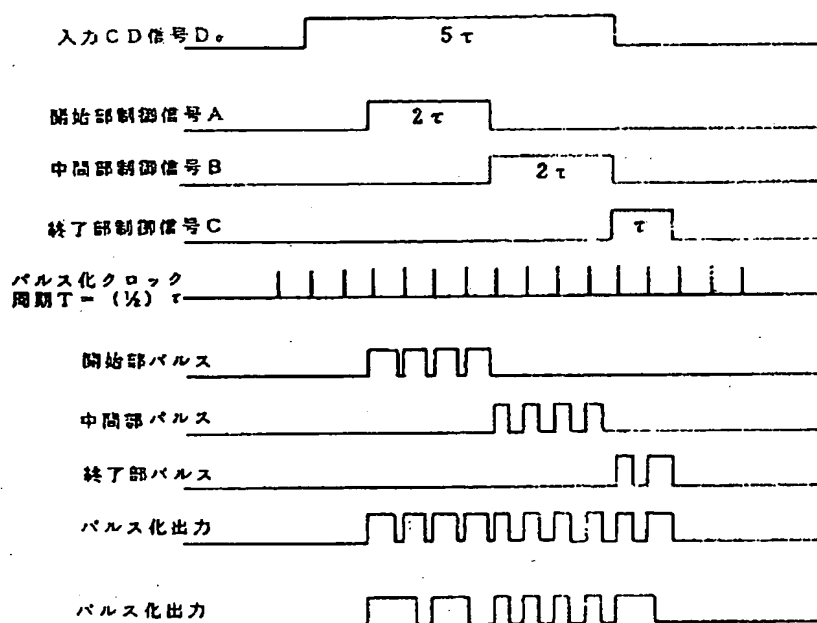 入力CD信号D₀
5τ
開始部制御信号A
2τ
中間部制御信号B
2τ
終了部制御信号C
τ
パルス化クロック
周期T=(½)τ
開始部パルス
中間部パルス
終了部パルス
パルス化出力
パルス化出力